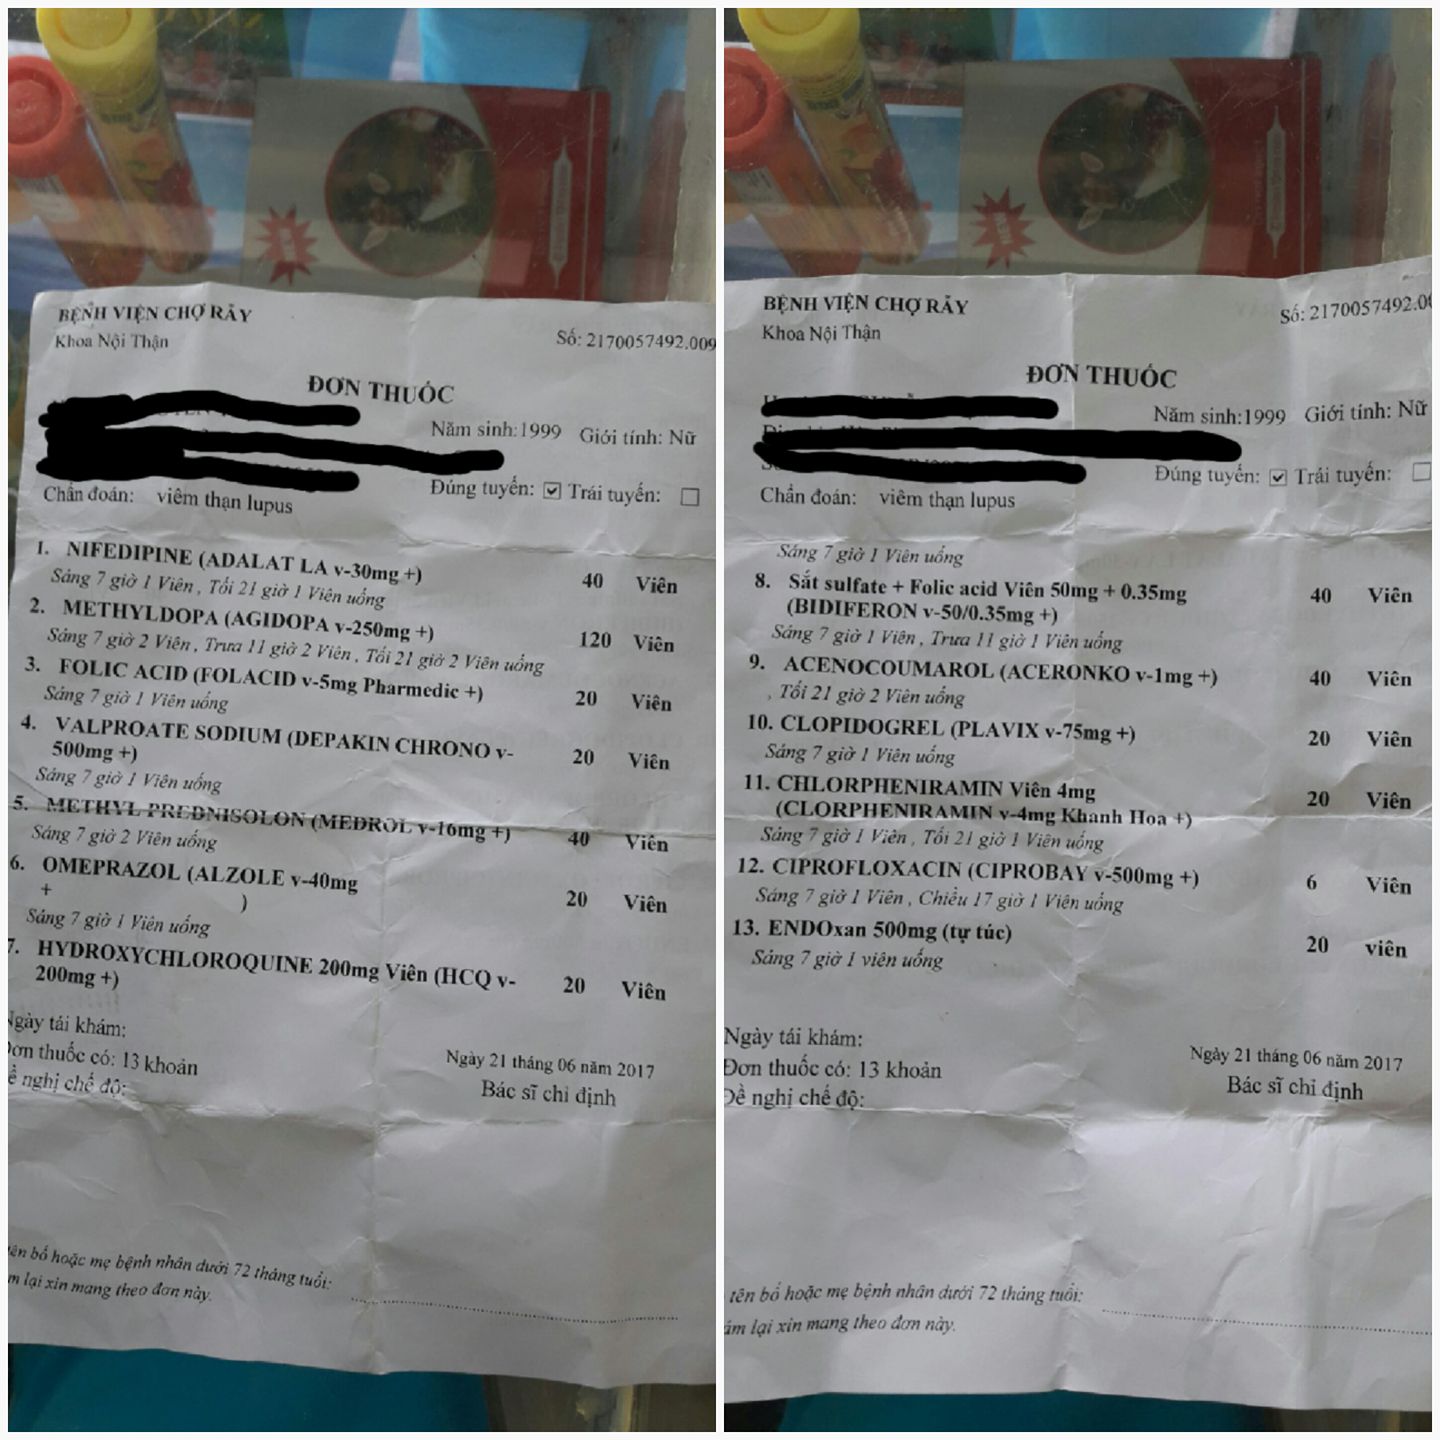 BỆNH VIỆN CHỢ RẪY
Khoa Nội Thận
Số: 2170057492.009
ĐƠN THUỐC
Năm sinh:1999 Giới tính: Nữ
Đúng tuyến: Trái tuyến:
Chẩn đoán: viêm thận lupus
1. NIFEDIPINE (ADALAT LA v-30mg +) 40 Viên
Sáng 7 giờ 1 Viên , Tối 21 giờ 1 Viên uống
2. METHYLDOPA (AGIDOPA v-250mg +) 120 Viên
Sáng 7 giờ 2 Viên , Trưa 11 giờ 2 Viên , Tối 21 giờ 2 Viên uống
3. FOLIC ACID (FOLACID v-5mg Pharmedic +) 20 Viên
Sáng 7 giờ 1 Viên uống
4. VALPROATE SODIUM (DEPAKIN CHRONO v-
500mg +) 20 Viên
Sáng 7 giờ 1 Viên uống
5. METHYL PREDNISOLON (MEDROL v-16mg +) 40 Viên
Sáng 7 giờ 2 Viên uống
6. OMEPRAZOL (ALZOLE v-40mg
+ ) 20 Viên
Sáng 7 giờ 1 Viên uống
7. HYDROXYCHLOROQUINE 200mg Viên (HCQ v-
200mg +) 20 Viên
Ngày tái khám:
Đơn thuốc có: 13 khoản
Đề nghị chế độ:
Ngày 21 tháng 06 năm 2017
Bác sĩ chỉ định
tên bố hoặc mẹ bệnh nhân dưới 72 tháng tuổi:
lại xin mang theo đơn này.
BỆNH VIỆN CHỢ RẪY
Khoa Nội Thận
Số: 2170057492.00
ĐƠN THUỐC
Năm sinh:1999 Giới tính: Nữ
Đúng tuyến: Trái tuyến:
Chẩn đoán: viêm thận lupus
Sáng 7 giờ 1 Viên uống
8. Sắt sulfate + Folic acid Viên 50mg + 0.35mg
(BIDIFERON v-50/0.35mg +) 40 Viên
Sáng 7 giờ 1 Viên , Trưa 11 giờ 1 Viên uống
9. ACENOCOUMAROL (ACERONKO v-1mg +) 40 Viên
, Tối 21 giờ 2 Viên uống
10. CLOPIDOGREL (PLAVIX v-75mg +) 20 Viên
Sáng 7 giờ 1 Viên uống
11. CHLORPHENIRAMIN Viên 4mg
(CLORPHENIRAMIN v-4mg Khanh Hoa +) 20 Viên
Sáng 7 giờ 1 Viên , Tối 21 giờ 1 Viên uống
12. CIPROFLOXACIN (CIPROBAY v-500mg +) 6 Viên
Sáng 7 giờ 1 Viên , Chiều 17 giờ 1 Viên uống
13. ENDOxan 500mg (tự túc) 20 viên
Sáng 7 giờ 1 viên uống
Ngày tái khám:
Đơn thuốc có: 13 khoản
Đề nghị chế độ:
Ngày 21 tháng 06 năm 2017
Bác sĩ chỉ định
tên bố hoặc mẹ bệnh nhân dưới 72 tháng tuổi:
lại xin mang theo đơn này.